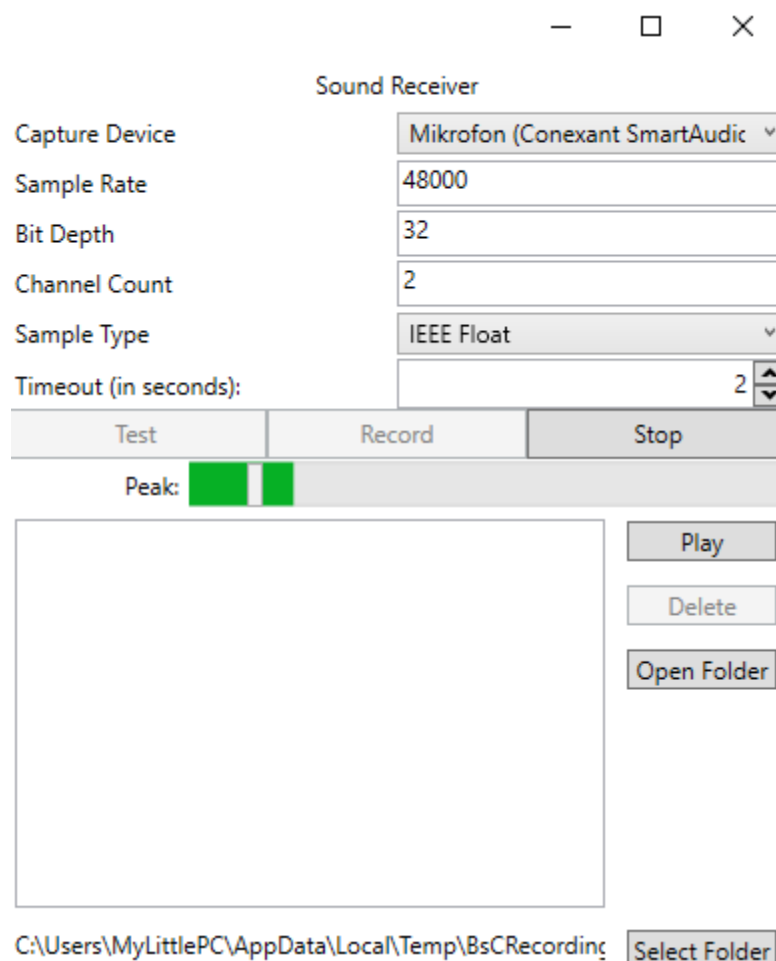 Sound Receiver
Capture Device Mikrofon (Conexant SmartAudic
Sample Rate 48000
Bit Depth 32
Channel Count 2
Sample Type IEEE Float
Timeout (in seconds): 2
Test Record Stop
Peak:
Play
Delete
Open Folder
C:\Users\MyLittlePC\AppData\Local\Temp\BsCRecording Select Folder